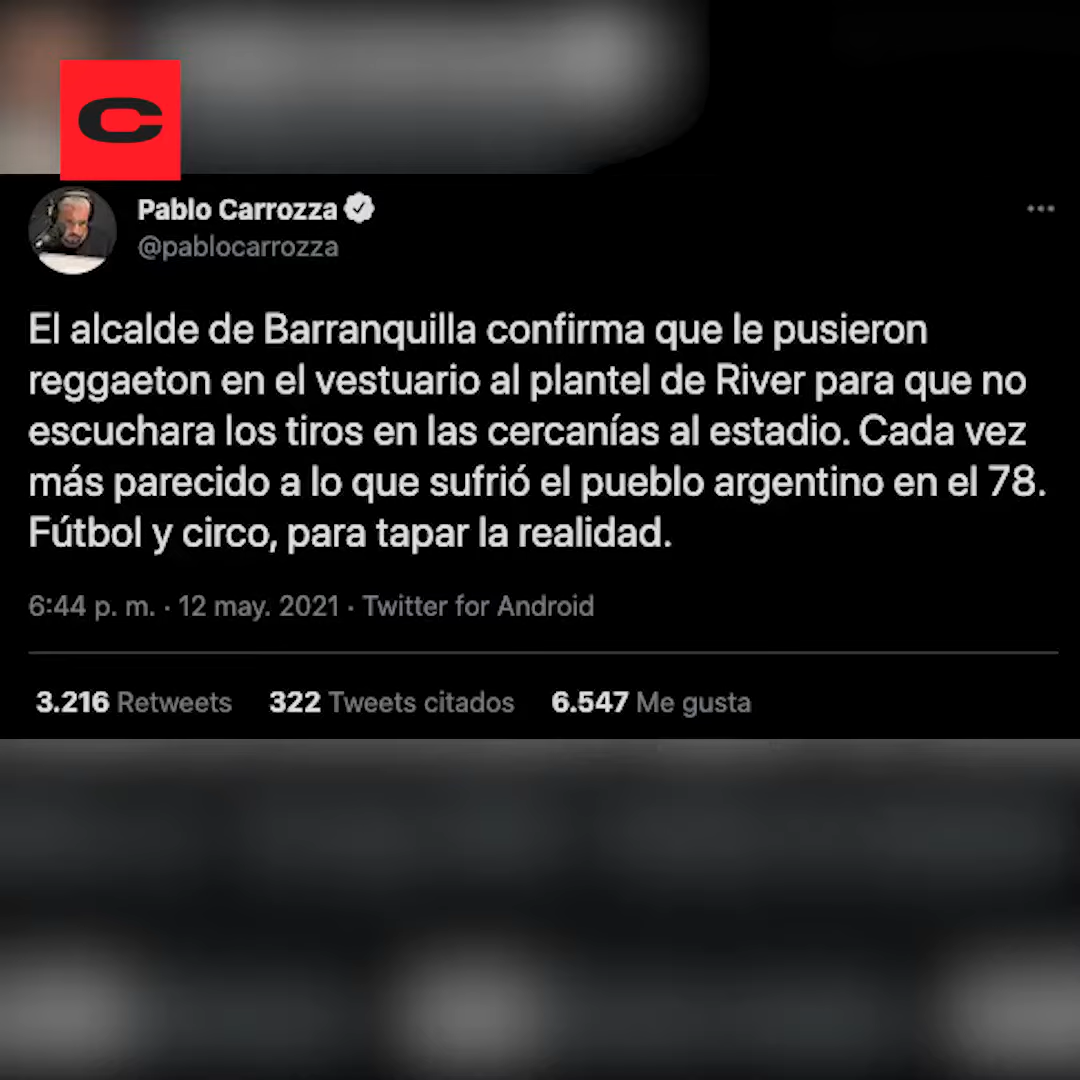 C
Pablo Carrozza
@pablocarrozza
El alcalde de Barranquilla confirma que le pusieron
reggaeton en el vestuario al plantel de River para que no
escuchara los tiros en las cercanías al estadio. Cada vez
más parecido a lo que sufrió el pueblo argentino en el 78.
Fútbol y circo, para tapar la realidad.
6:44 p. m. · 12 may. 2021 · Twitter for Android
3.216 Retweets 322 Tweets citados 6.547 Me gusta